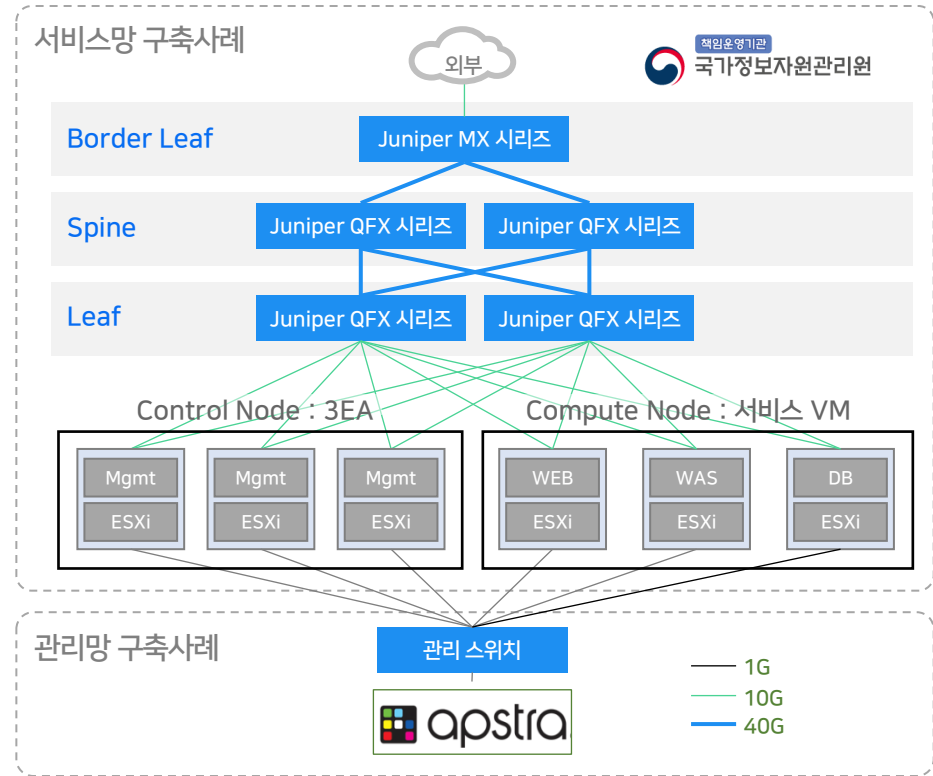 서비스망 구축사례
외부
책임운영기관
국가정보자원관리원
Border Leaf
Juniper MX 시리즈
Spine
Juniper QFX 시리즈
Juniper QFX 시리즈
Leaf
Juniper QFX 시리즈
Juniper QFX 시리즈
Control Node : 3EA
Compute Node : 서비스 VM
Mgmt
Mgmt
Mgmt
WEB
WAS
DB
ESXi
ESXi
ESXi
ESXi
ESXi
ESXi
관리망 구축사례
관리 스위치
1G
10G
40G
apstra